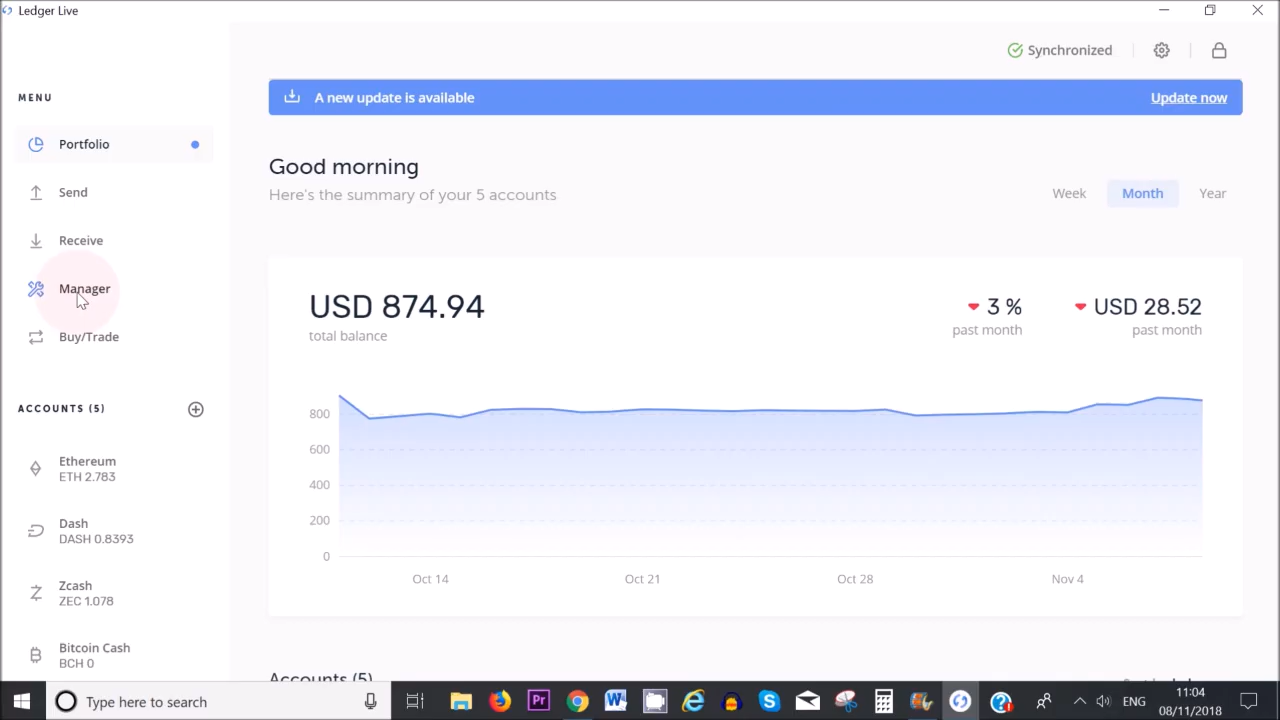 Ledger Live
Synchronized
MENU
A new update is available
Update now
Portfolio
Good morning
Here's the summary of your 5 accounts
Week
Month
Year
Send
Receive
Manager
Buy/Trade
USD 874.94
total balance
3 %
past month
USD 28.52
past month
800
600
400
200
0
Oct 14
Oct 21
Oct 28
Nov 4
ACCOUNTS (5)
Ethereum
ETH 2.783
Dash
DASH 0.8393
Zcash
ZEC 1.078
Bitcoin Cash
BCH 0
Accounts (5)
Type here to search
ENG
11:04
08/11/2018